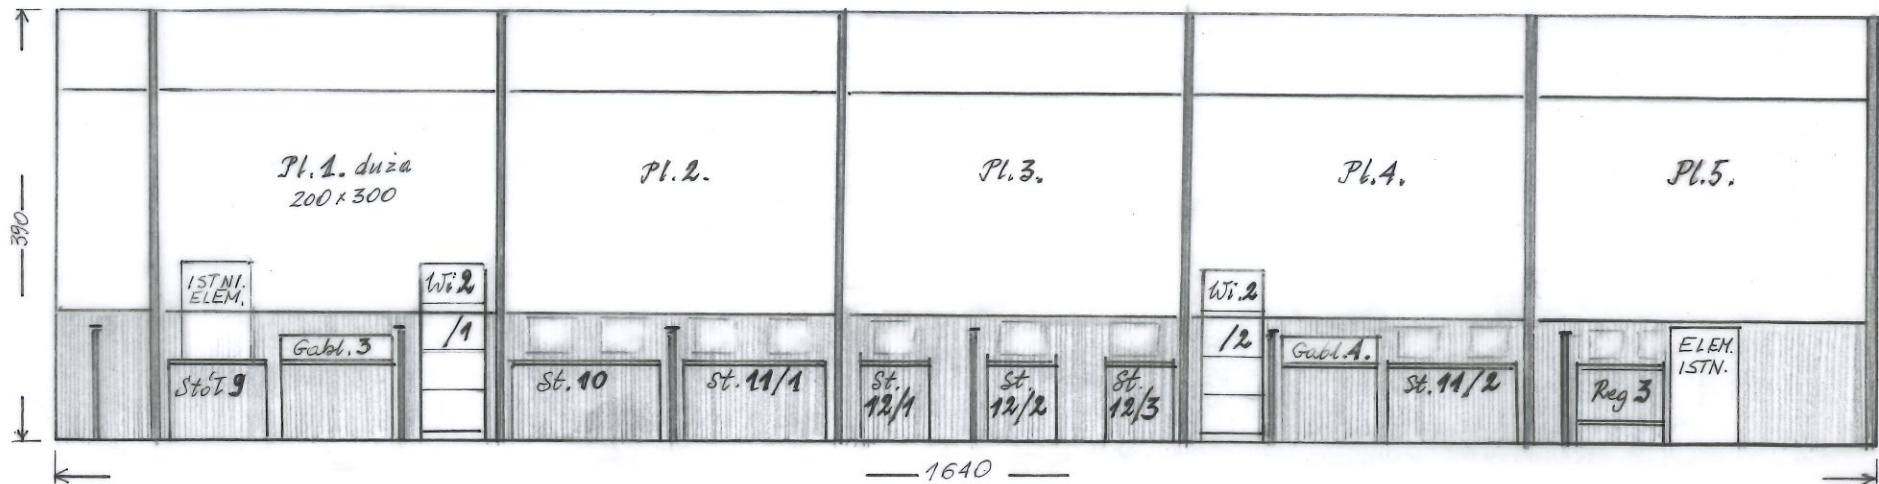 390
Pl.1. duża
200 x 300
Pl.2.
Pl.3.
Pl.4.
Pl.5.
ISTNI.
ELEM.
Wi.2
/1
Gabl.3
Stół 9
St.10
St.11/1
St.
12/1
St.
12/2
St.
12/3
Wi.2
/2
Gabl.4.
St.11/2
Reg 3
ELEM.
ISTN.
1640